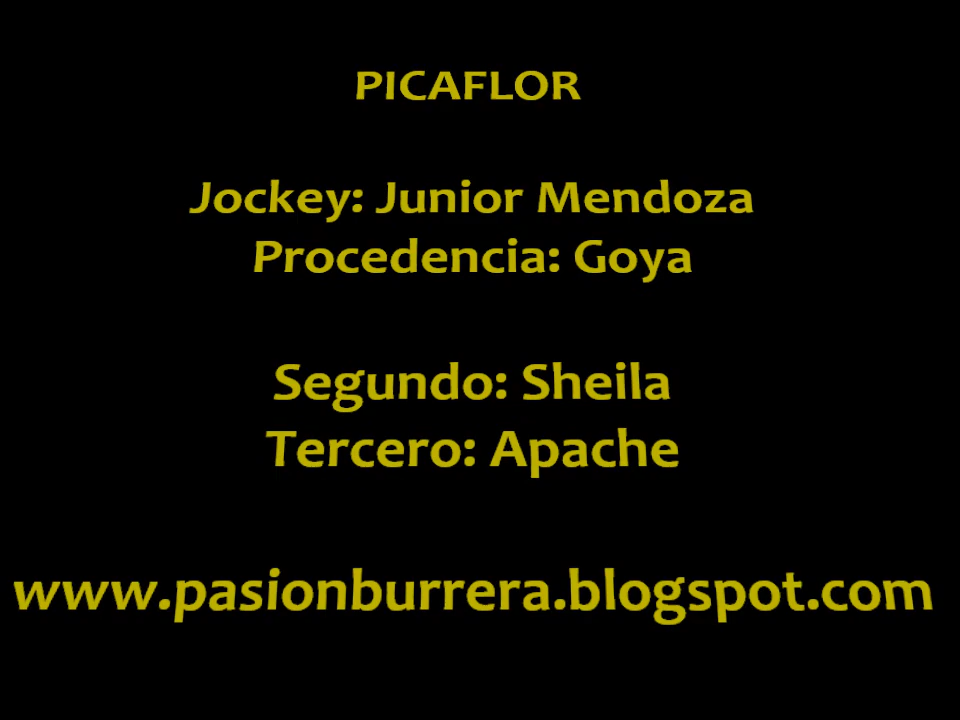 PICAFLOR
Jockey: Junior Mendoza
Procedencia: Goya
Segundo: Sheila
Tercero: Apache
www.pasionburrera.blogspot.com